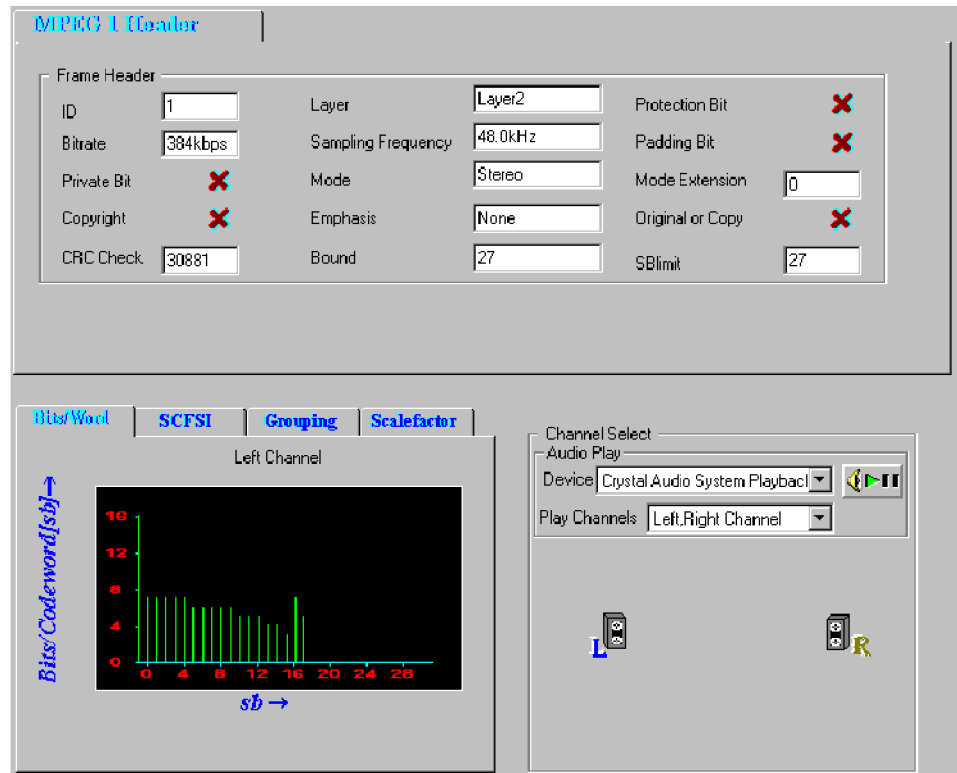 MPEG 1 Header
Frame Header
ID 1 Layer Layer2 Protection Bit
Bitrate 384kbps Sampling Frequency 48.0kHz Padding Bit
Private Bit Mode Stereo Mode Extension 0
Copyright Emphasis None Original or Copy
CRC Check 30881 Bound 27 SBlimit 27
Bits/Word SCFSI Grouping Scalefactor
Left Channel
Bits/Codeword[sb]→
16
12
8
4
0
0 4 8 12 16 20 24 28
sb →
Channel Select
Audio Play
Device Crystal Audio System Playbacl
Play Channels Left,Right Channel
L R